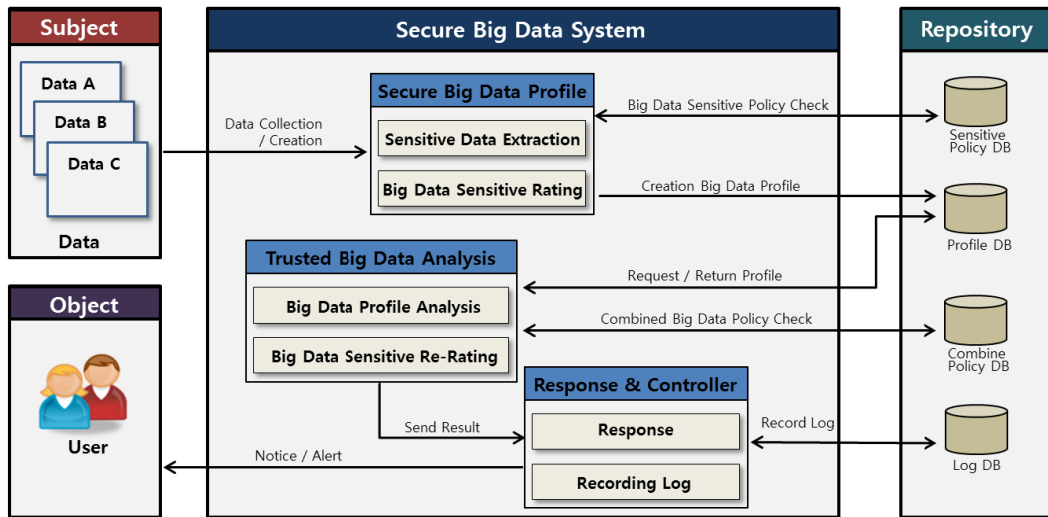 Subject
Data A
Data B
Data C
Data
Object
User
Secure Big Data System
Secure Big Data Profile
Sensitive Data Extraction
Big Data Sensitive Rating
Data Collection
/ Creation
Big Data Sensitive Policy Check
Creation Big Data Profile
Trusted Big Data Analysis
Big Data Profile Analysis
Big Data Sensitive Re-Rating
Request / Return Profile
Combined Big Data Policy Check
Response & Controller
Response
Recording Log
Send Result
Notice / Alert
Record Log
Repository
Sensitive
Policy DB
Profile DB
Combine
Policy DB
Log DB